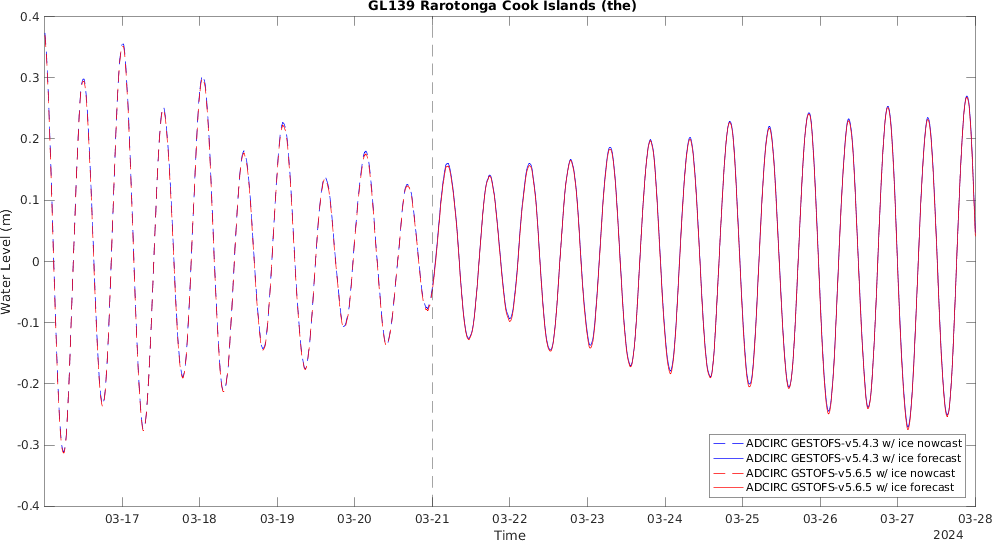 GL139 Rarotonga Cook Islands (the)
0.4
0.3
0.2
0.1
0
-0.1
-0.2
-0.3
-0.4
Water Level (m)
ADCIRC GESTOFS-v5.4.3 w/ ice nowcast
ADCIRC GESTOFS-v5.4.3 w/ ice forecast
ADCIRC GSTOFS-v5.6.5 w/ ice nowcast
ADCIRC GSTOFS-v5.6.5 w/ ice forecast
03-17 03-18 03-19 03-20 03-21 03-22 03-23 03-24 03-25 03-26 03-27 03-28
Time
2024